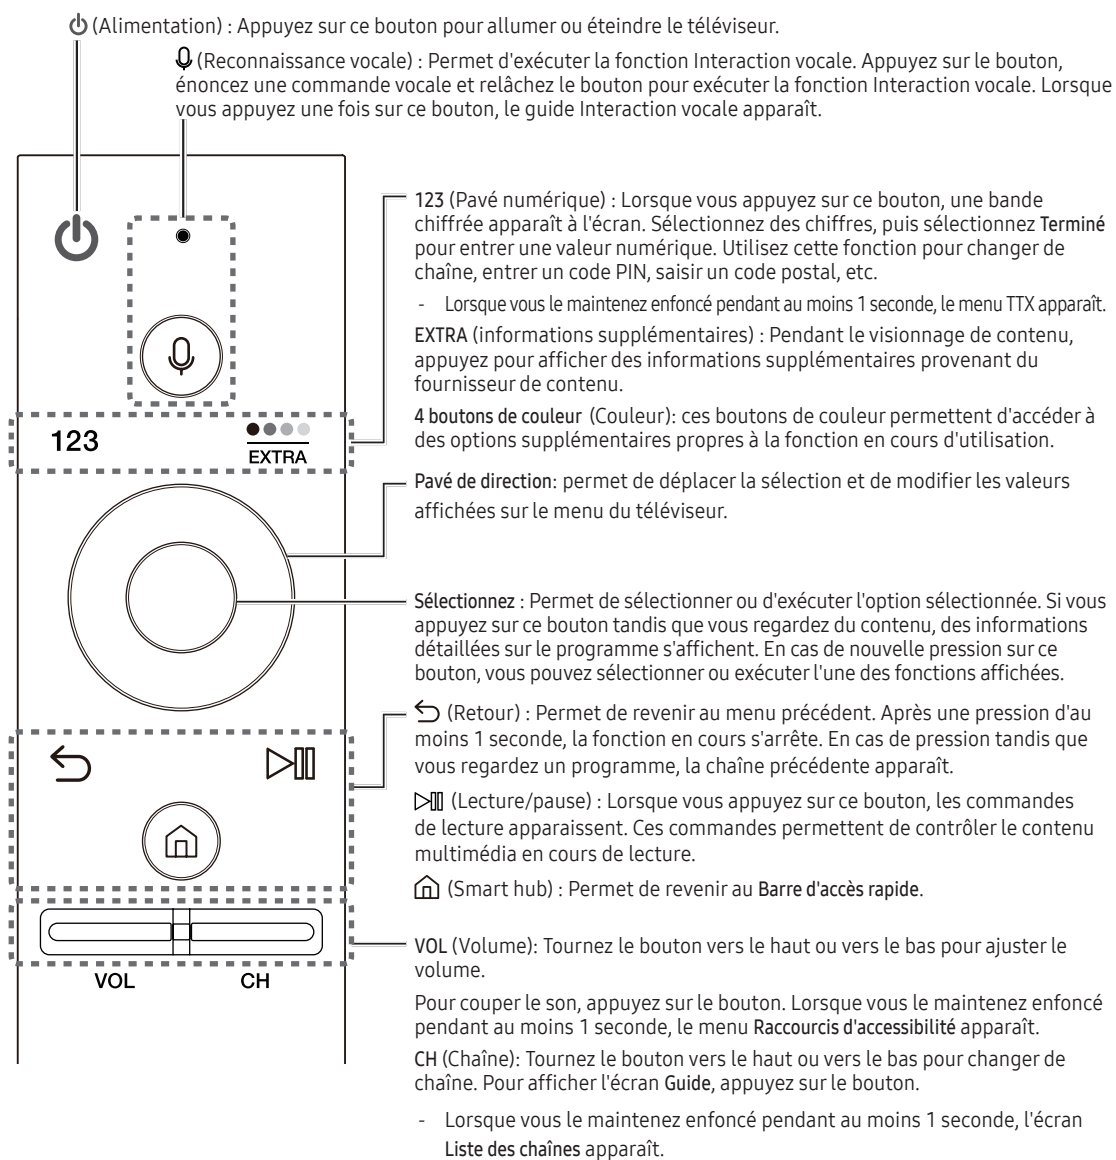 (Alimentation) : Appuyez sur ce bouton pour allumer ou éteindre le téléviseur.
(Reconnaissance vocale) : Permet d'exécuter la fonction Interaction vocale. Appuyez sur le bouton,
énoncez une commande vocale et relâchez le bouton pour exécuter la fonction Interaction vocale. Lorsque
vous appuyez une fois sur ce bouton, le guide Interaction vocale apparaît.
123 (Pavé numérique) : Lorsque vous appuyez sur ce bouton, une bande
chiffrée apparaît à l'écran. Sélectionnez des chiffres, puis sélectionnez Terminé
pour entrer une valeur numérique. Utilisez cette fonction pour changer de
chaîne, entrer un code PIN, saisir un code postal, etc.
- Lorsque vous le maintenez enfoncé pendant au moins 1 seconde, le menu TTX apparaît.
EXTRA (informations supplémentaires) : Pendant le visionnage de contenu,
appuyez pour afficher des informations supplémentaires provenant du
fournisseur de contenu.
4 boutons de couleur (Couleur): ces boutons de couleur permettent d'accéder à
des options supplémentaires propres à la fonction en cours d'utilisation.
123
EXTRA
Pavé de direction: permet de déplacer la sélection et de modifier les valeurs
affichées sur le menu du téléviseur.
Sélectionnez : Permet de sélectionner ou d'exécuter l'option sélectionnée. Si vous
appuyez sur ce bouton tandis que vous regardez du contenu, des informations
détaillées sur le programme s'affichent. En cas de nouvelle pression sur ce
bouton, vous pouvez sélectionner ou exécuter l'une des fonctions affichées.
(Retour) : Permet de revenir au menu précédent. Après une pression d'au
moins 1 seconde, la fonction en cours s'arrête. En cas de pression tandis que
vous regardez un programme, la chaîne précédente apparaît.
(Lecture/pause) : Lorsque vous appuyez sur ce bouton, les commandes
de lecture apparaissent. Ces commandes permettent de contrôler le contenu
multimédia en cours de lecture.
(Smart hub) : Permet de revenir au Barre d'accès rapide.
VOL (Volume): Tournez le bouton vers le haut ou vers le bas pour ajuster le
volume.
VOL
CH
Pour couper le son, appuyez sur le bouton. Lorsque vous le maintenez enfoncé
pendant au moins 1 seconde, le menu Raccourcis d'accessibilité apparaît.
CH (Chaîne): Tournez le bouton vers le haut ou vers le bas pour changer de
chaîne. Pour afficher l'écran Guide, appuyez sur le bouton.
- Lorsque vous le maintenez enfoncé pendant au moins 1 seconde, l'écran
Liste des chaînes apparaît.